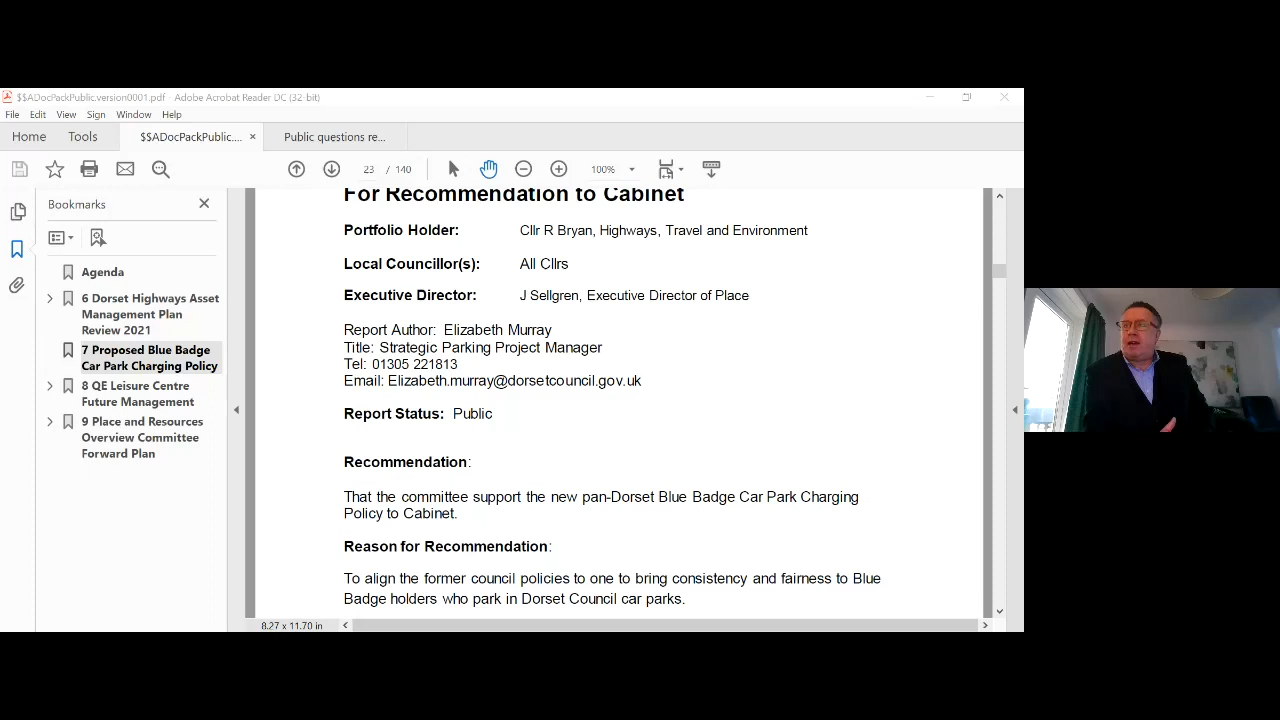 $$ADocPackPublic.version0001.pdf - Adobe Acrobat Reader DC (32-bit)
File Edit View Sign Window Help
Home Tools $$ADocPackPublic.... × Public questions re...
23 / 140 100%
Bookmarks
Agenda
6 Dorset Highways Asset
Management Plan
Review 2021
7 Proposed Blue Badge
Car Park Charging Policy
8 QE Leisure Centre
Future Management
9 Place and Resources
Overview Committee
Forward Plan
For Recommendation to Cabinet
Portfolio Holder: Cllr R Bryan, Highways, Travel and Environment
Local Councillor(s): All Cllrs
Executive Director: J Sellgren, Executive Director of Place
Report Author: Elizabeth Murray
Title: Strategic Parking Project Manager
Tel: 01305 221813
Email: Elizabeth.murray@dorsetcouncil.gov.uk
Report Status: Public
Recommendation:
That the committee support the new pan-Dorset Blue Badge Car Park Charging
Policy to Cabinet.
Reason for Recommendation:
To align the former council policies to one to bring consistency and fairness to Blue
Badge holders who park in Dorset Council car parks.
8.27 x 11.70 in